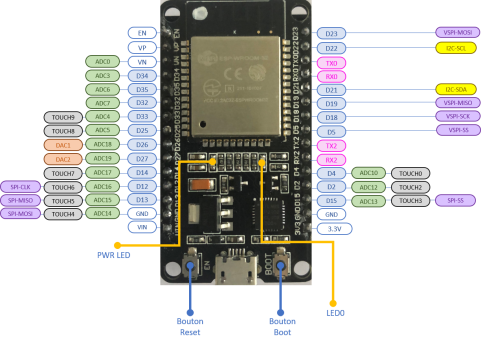 EN
VP
ADC0 VN
ADC3 D34
ADC6 D35
ADC7 D32
TOUCH9 ADC4 D33
TOUCH8 ADC5 D25
DAC1 ADC18 D26
DAC2 ADC19 D27
TOUCH7 ADC17 D14
SPI-CLK TOUCH6 ADC16 D12
SPI-MISO TOUCH5 ADC15 D13
SPI-MOSI TOUCH4 ADC14 GND
VIN
D23 VSPI-MOSI
D22 I2C-SCL
TX0
RX0
D21 I2C-SDA
D19 VSPI-MISO
D18 VSPI-SCK
D5 VSPI-SS
TX2
RX2
D4 ADC10 TOUCH0
D2 ADC12 TOUCH2
D15 ADC13 TOUCH3 SPI-SS
GND
3.3V
EN
BOOT
PWR LED
LED0
Bouton
Reset
Bouton
Boot